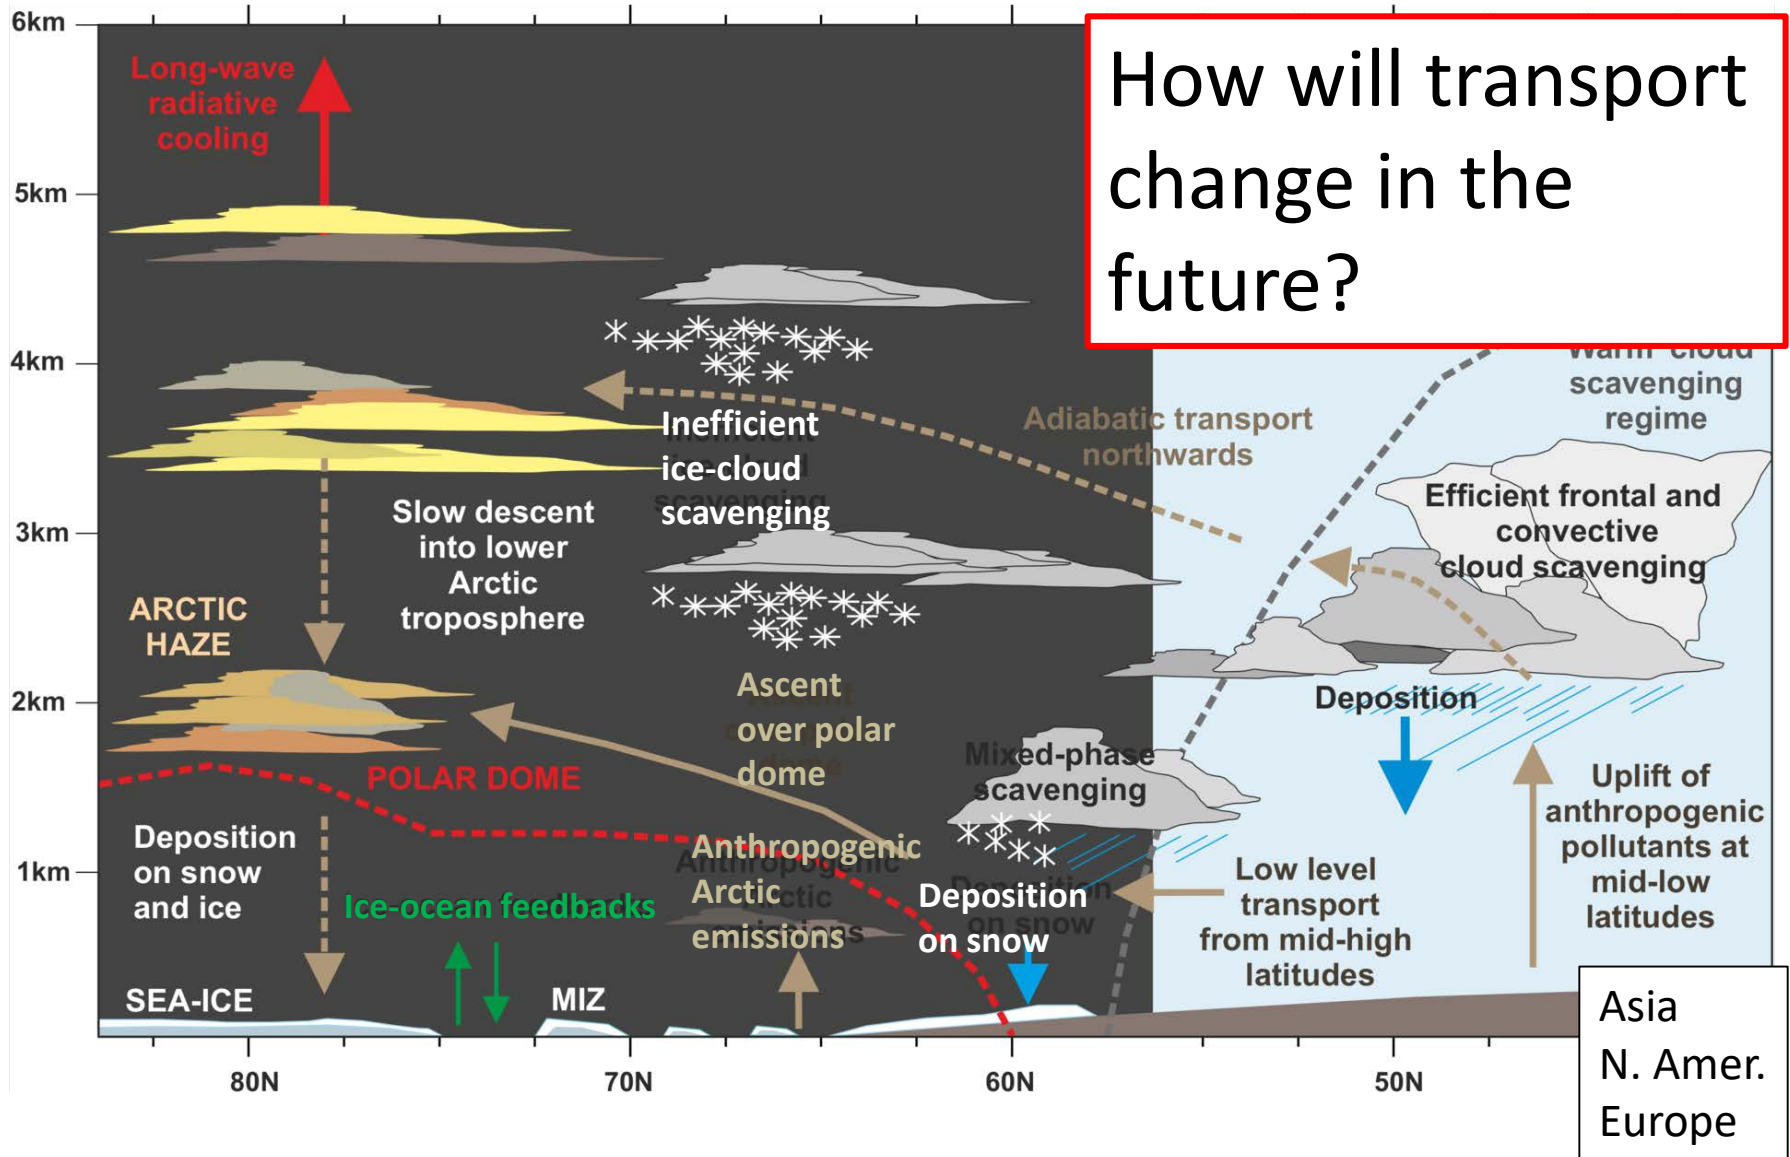 6km
5km
4km
3km
2km
1km
Long-wave
radiative
cooling
How will transport
change in the
future?
Warm cloud
scavenging
regime
Adiabatic transport
northwards
Inefficient
ice-cloud
scavenging
Efficient frontal and
convective
cloud scavenging
Slow descent
into lower
Arctic
troposphere
ARCTIC
HAZE
Ascent
over polar
dome
Deposition
Mixed-phase
scavenging
POLAR DOME
Uplift of
anthropogenic
pollutants at
mid-low
latitudes
Deposition
on snow
and ice
Ice-ocean feedbacks
Anthropogenic
Arctic
emissions
Deposition
on snow
Low level
transport
from mid-high
latitudes
SEA-ICE
MIZ
Asia
N. Amer.
Europe
80N
70N
60N
50N